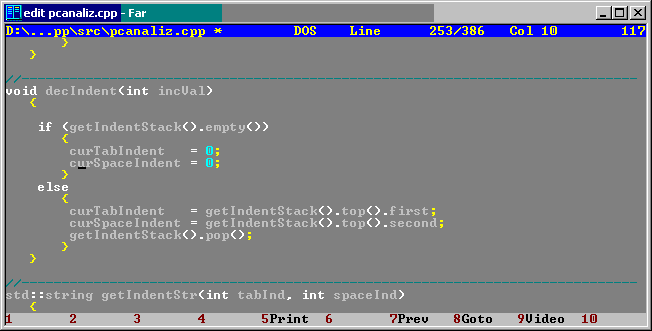 edit pcanaliz.cpp - Far
D:\...pp\src\pcanaliz.cpp * DOS Line 253/386 Col 10 117
}
}
//
void decIndent(int incVal)
{
if (getIndentStack().empty())
{
curTabIndent = 0;
curSpaceIndent = 0;
}
else
{
curTabIndent = getIndentStack().top().first;
curSpaceIndent = getIndentStack().top().second;
getIndentStack().pop();
}
}
//
std::string getIndentStr(int tabInd, int spaceInd)
{
1 2 3 4 5Print 6 7Prev 8Goto 9Video 10